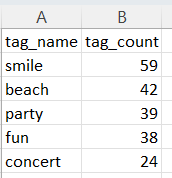 A B
tag_name tag_count
smile 59
beach 42
party 39
fun 38
concert 24